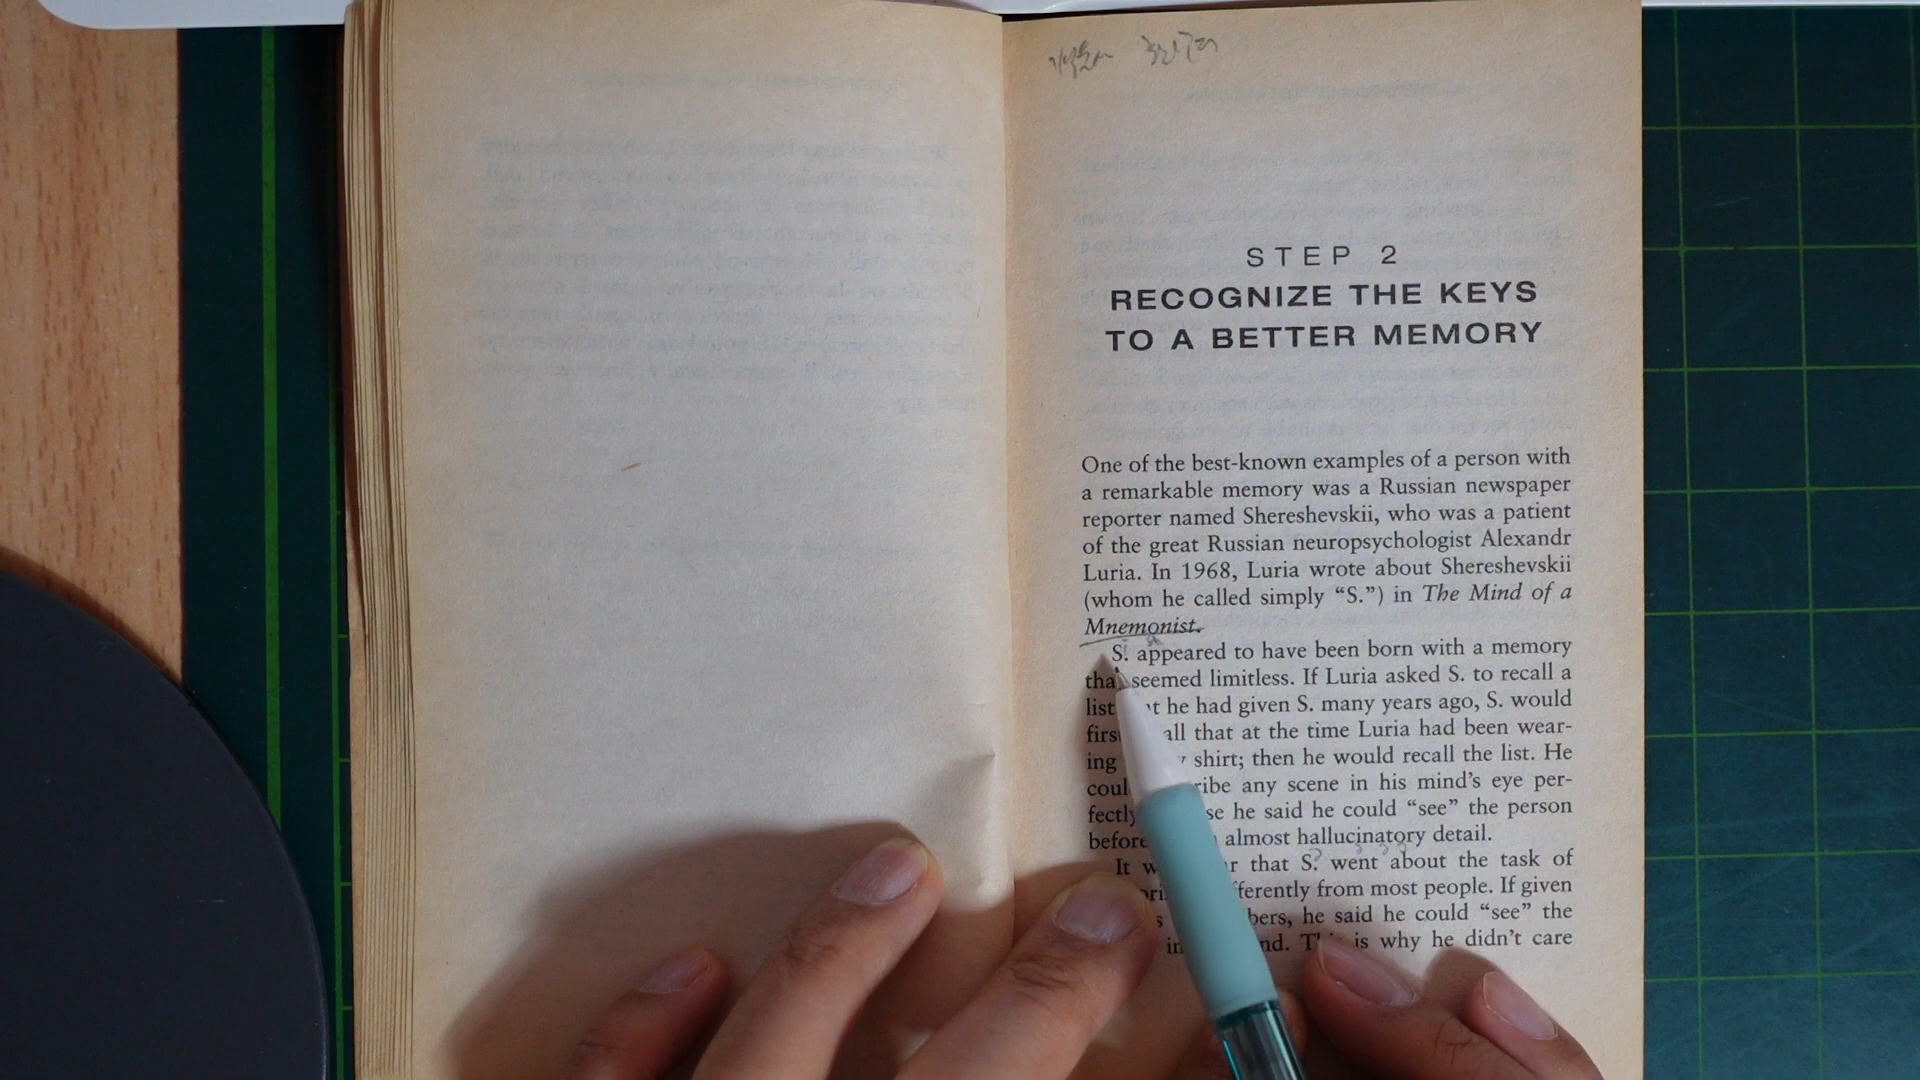 STEP 2
RECOGNIZE THE KEYS
TO A BETTER MEMORY
One of the best-known examples of a person with
a remarkable memory was a Russian newspaper
reporter named Shereshevskii, who was a patient
of the great Russian neuropsychologist Alexandr
Luria. In 1968, Luria wrote about Shereshevskii
(whom he called simply “S.”) in The Mind of a
Mnemonist.
S. appeared to have been born with a memory
seemed limitless. If Luria asked S. to recall a
list he had given S. many years ago, S. would
all that at the time Luria had been wear-
ing shirt; then he would recall the list. He
any scene in his mind’s eye per-
he said he could “see” the person
before almost hallucinatory detail.
It that S. went about the task of
from most people. If given
he said he could “see” the
is why he didn’t care